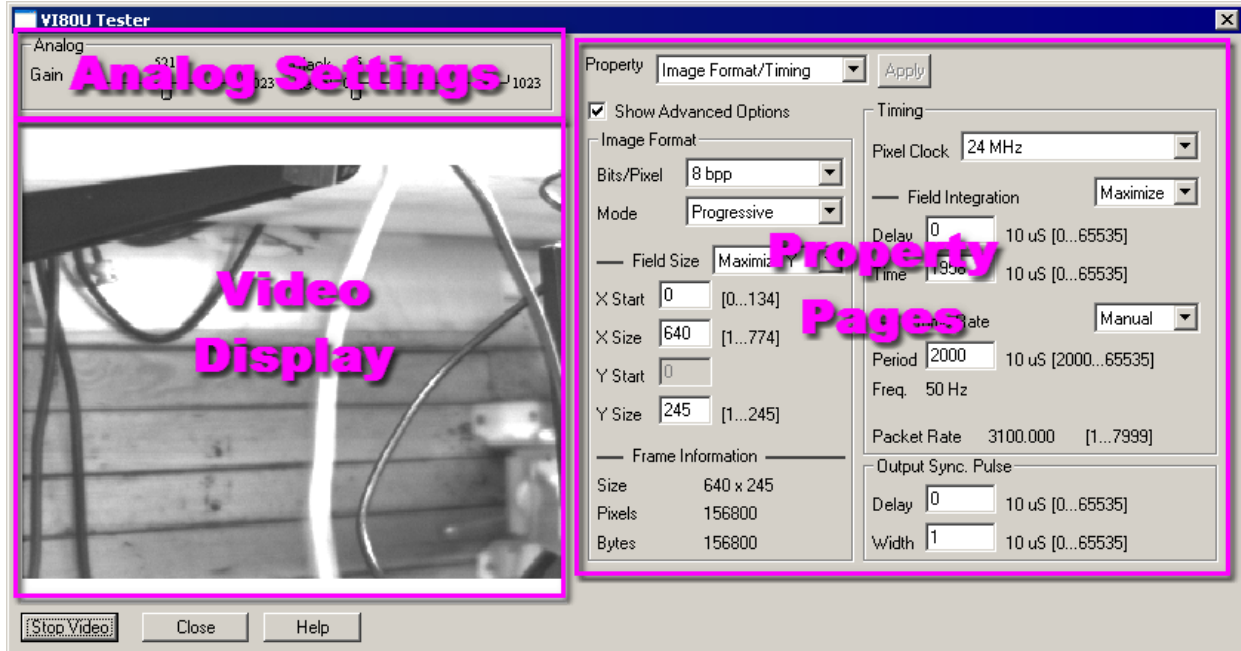 VI80U Tester
Analog
Gain
1023
1023
Analog Settings
Video
Display
Stop Video
Close
Help
Property Image Format/Timing Apply
Show Advanced Options
Image Format
Bits/Pixel 8 bpp
Mode Progressive
Field Size
X Start 0 [0...134]
X Size 640 [1...774]
Y Start 0
Y Size 245 [1...245]
Frame Information
Size 640 x 245
Pixels 156800
Bytes 156800
Property
Pages
Timing
Pixel Clock 24 MHz
Field Integration Maximize
Delay 0 10 uS [0...65535]
Time 1958 10 uS [0...65535]
Rate Manual
Period 2000 10 uS [2000...65535]
Freq. 50 Hz
Packet Rate 3100.000 [1...7999]
Output Sync. Pulse
Delay 0 10 uS [0...65535]
Width 1 10 uS [0...65535]